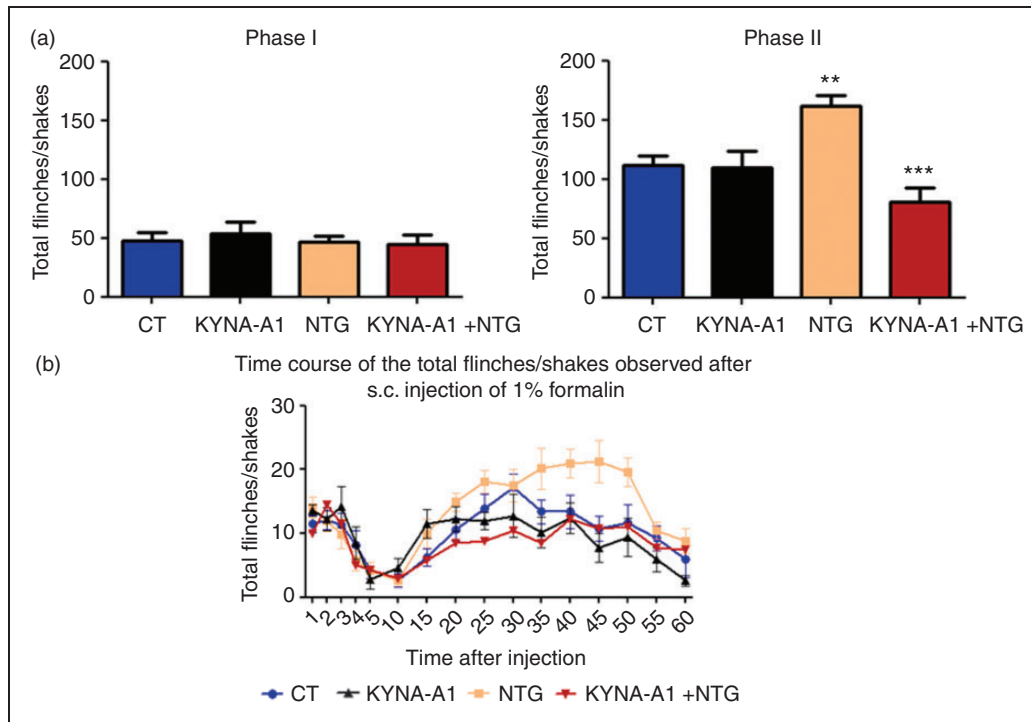 (a)
Phase I
Total flinches/shakes
200
150
100
50
0
CT KYNA-A1 NTG KYNA-A1 +NTG
Phase II
Total flinches/shakes
200
150
100
50
0
**
***
CT KYNA-A1 NTG KYNA-A1 +NTG
(b)
Time course of the total flinches/shakes observed after
s.c. injection of 1% formalin
Total flinches/shakes
30
20
10
0
1 2 3 4 5 10 15 20 25 30 35 40 45 50 55 60
Time after injection
CT KYNA-A1 NTG KYNA-A1 +NTG